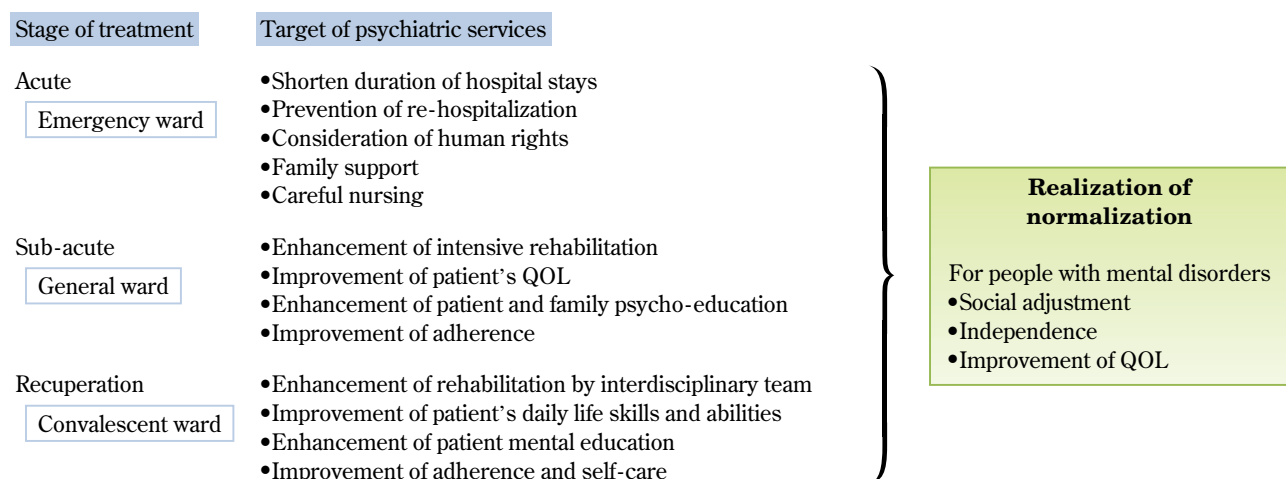 Stage of treatment
Target of psychiatric services
Acute
Emergency ward
•Shorten duration of hospital stays
•Prevention of re-hospitalization
•Consideration of human rights
•Family support
•Careful nursing
Sub-acute
General ward
•Enhancement of intensive rehabilitation
•Improvement of patient's QOL
•Enhancement of patient and family psycho-education
•Improvement of adherence
Recuperation
Convalescent ward
•Enhancement of rehabilitation by interdisciplinary team
•Improvement of patient's daily life skills and abilities
•Enhancement of patient mental education
•Improvement of adherence and self-care
Realization of
normalization
For people with mental disorders
•Social adjustment
•Independence
•Improvement of QOL